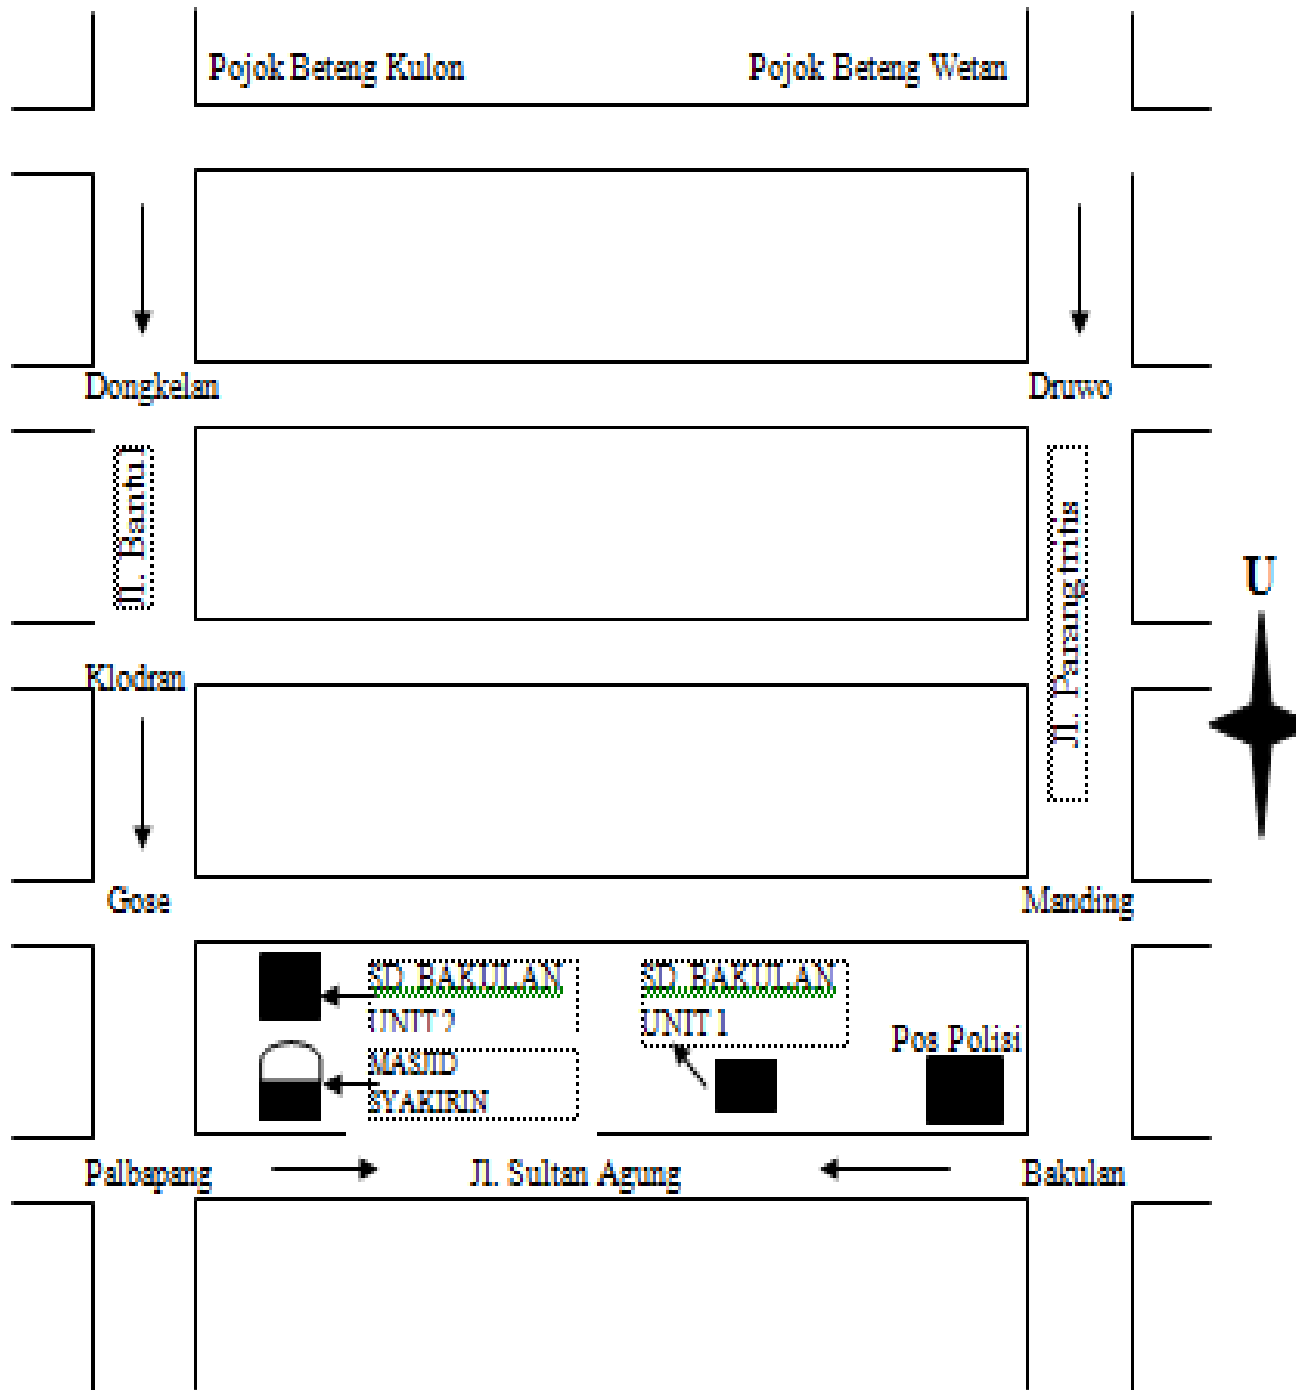 Pojok Beteng Kulon
Pojok Beteng Wetan
Dongkelan
Druwo
Jl. Bantul
Jl. Parangtritis
U
Klodran
Gose
Manding
SD BAKULAN
UNIT 2
SD BAKULAN
UNIT 1
Pos Polisi
MASJID
SYAKIRIN
Palbapang
Jl. Sultan Agung
Bakulan